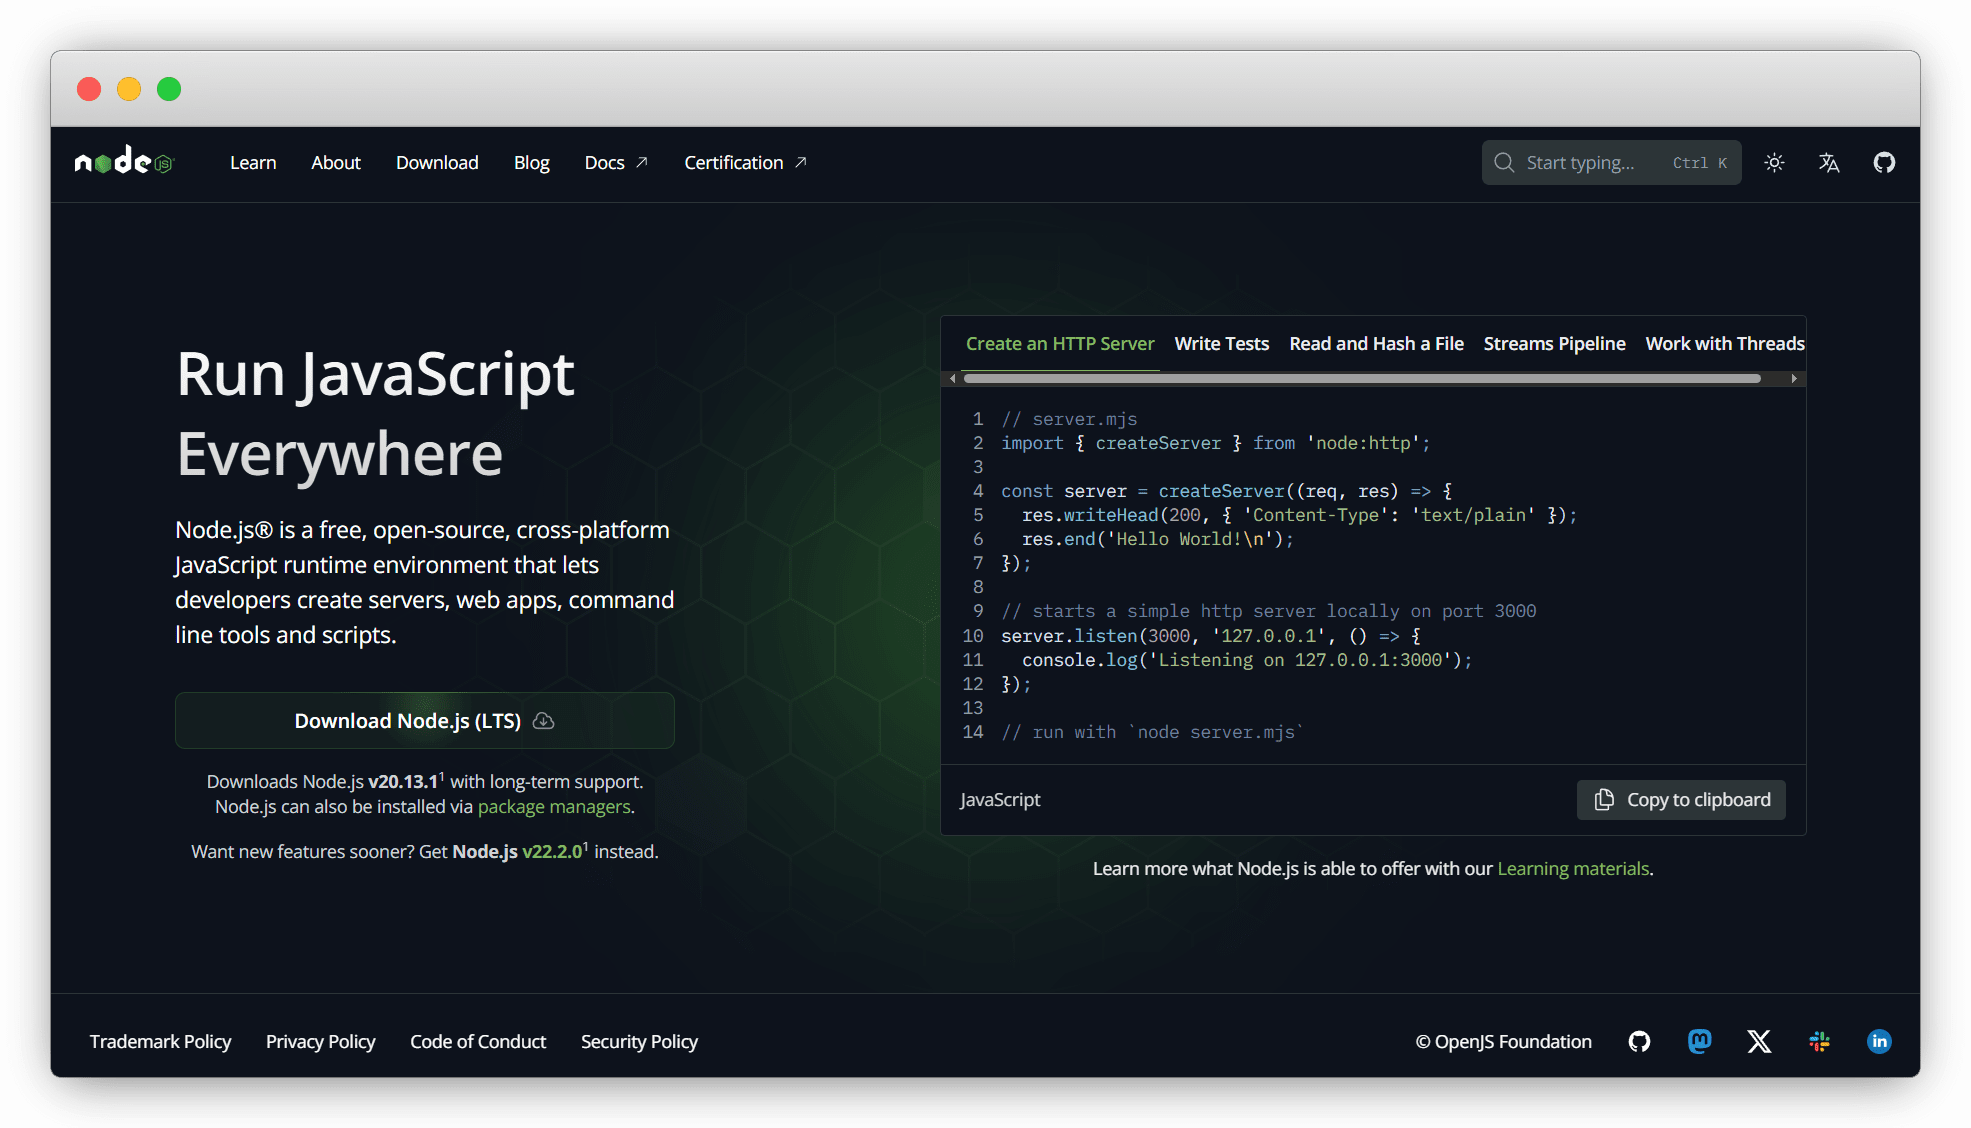 node JS
Learn About Download Blog Docs Certification
Start typing... Ctrl K
Run JavaScript
Everywhere
Node.js® is a free, open-source, cross-platform
JavaScript runtime environment that lets
developers create servers, web apps, command
line tools and scripts.
Download Node.js (LTS)
Downloads Node.js v20.13.1¹ with long-term support.
Node.js can also be installed via package managers.
Want new features sooner? Get Node.js v22.2.0¹ instead.
Create an HTTP Server Write Tests Read and Hash a File Streams Pipeline Work with Threads
1 // server.mjs
2 import { createServer } from 'node:http';
3
4 const server = createServer((req, res) => {
5   res.writeHead(200, { 'Content-Type': 'text/plain' });
6   res.end('Hello World!\n');
7 });
8
9 // starts a simple http server locally on port 3000
10 server.listen(3000, '127.0.0.1', () => {
11   console.log('Listening on 127.0.0.1:3000');
12 });
13
14 // run with `node server.mjs`
JavaScript Copy to clipboard
Learn more what Node.js is able to offer with our Learning materials.
Trademark Policy Privacy Policy Code of Conduct Security Policy © OpenJS Foundation